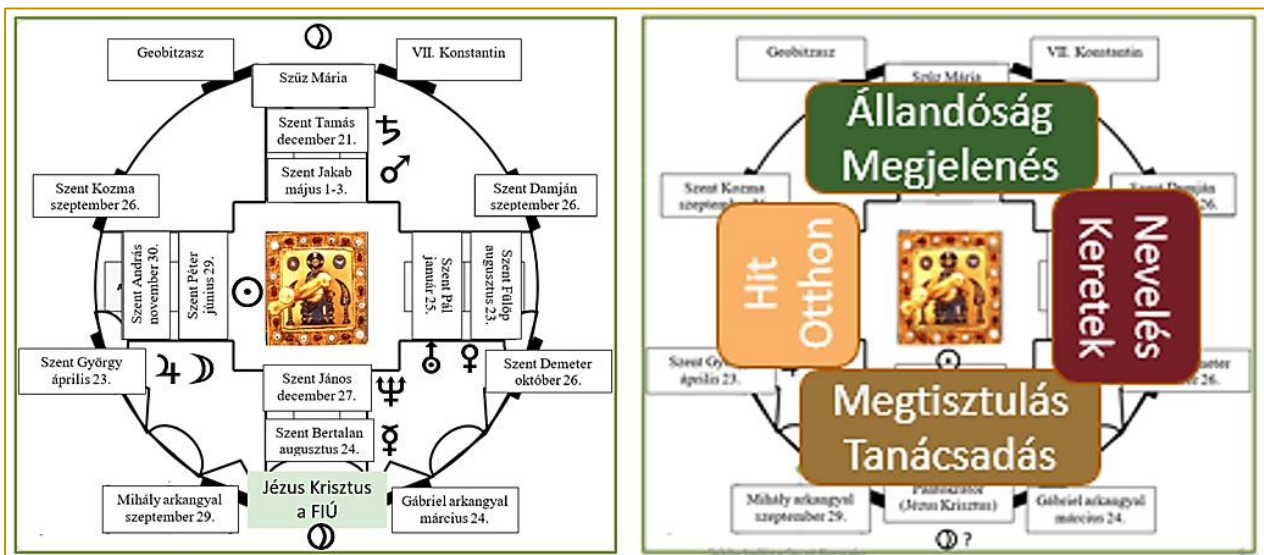 Geobitzasz
VII. Konstantin
Szűz Mária
Szent Tamás
december 21.
Szent Jakab
május 1-3.
Szent Kozma
szeptember 26.
Szent Damján
szeptember 26.
Szent András
november 30.
Szent Péter
június 29.
Szent Pál
január 25.
Szent Fülöp
augusztus 23.
Szent György
április 23.
Szent János
december 27.
Szent Demeter
október 26.
Szent Bertalan
augusztus 24.
Mihály arkangyal
szeptember 29.
Jézus Krisztus
a FIÚ
Gábriel arkangyal
március 24.
Geobitzasz
VII. Konstantin
Szűz Mária
Állandóság
Megjelenés
Szent Kozma
szeptember
Szent Damján
Hit
Otthon
Nevelés
Keretek
április 23.
Megtisztulás
Tanácsadás
Mihály arkangyal
szeptember 29.
(Jézus Krisztus)
Gábriel arkangyal
március 24.
?